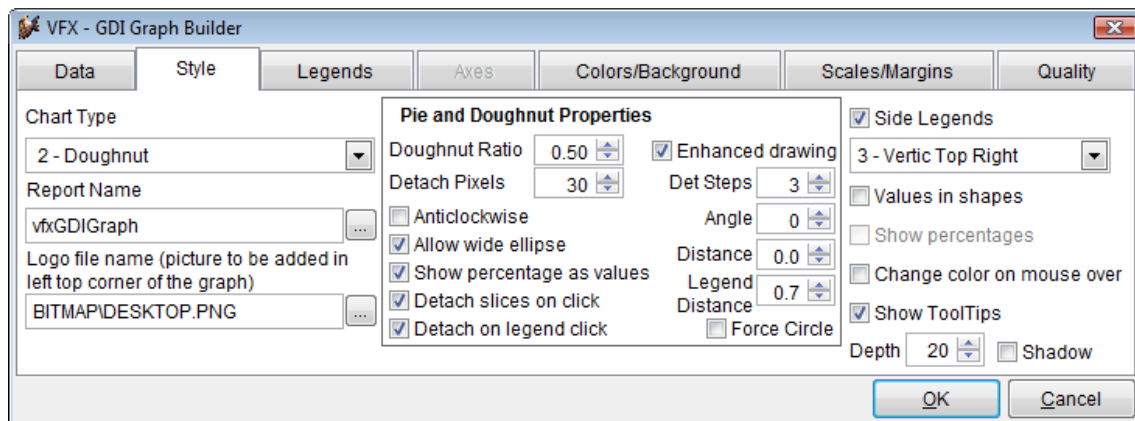 VFX - GDI Graph Builder
Data
Style
Legends
Axes
Colors/Background
Scales/Margins
Quality
Chart Type
2 - Doughnut
Report Name
vfxGDIGraph
...
Logo file name (picture to be added in
left top corner of the graph)
BITMAP\DESKTOP.PNG
...
Pie and Doughnut Properties
Doughnut Ratio
0.50
Detach Pixels
30
Anticlockwise
Allow wide ellipse
Show percentage as values
Detach slices on click
Detach on legend click
Enhanced drawing
Det Steps
3
Angle
0
Distance
0.0
Legend
Distance
0.7
Force Circle
Side Legends
3 - Vertic Top Right
Values in shapes
Show percentages
Change color on mouse over
Show ToolTips
Depth
20
Shadow
OK
Cancel